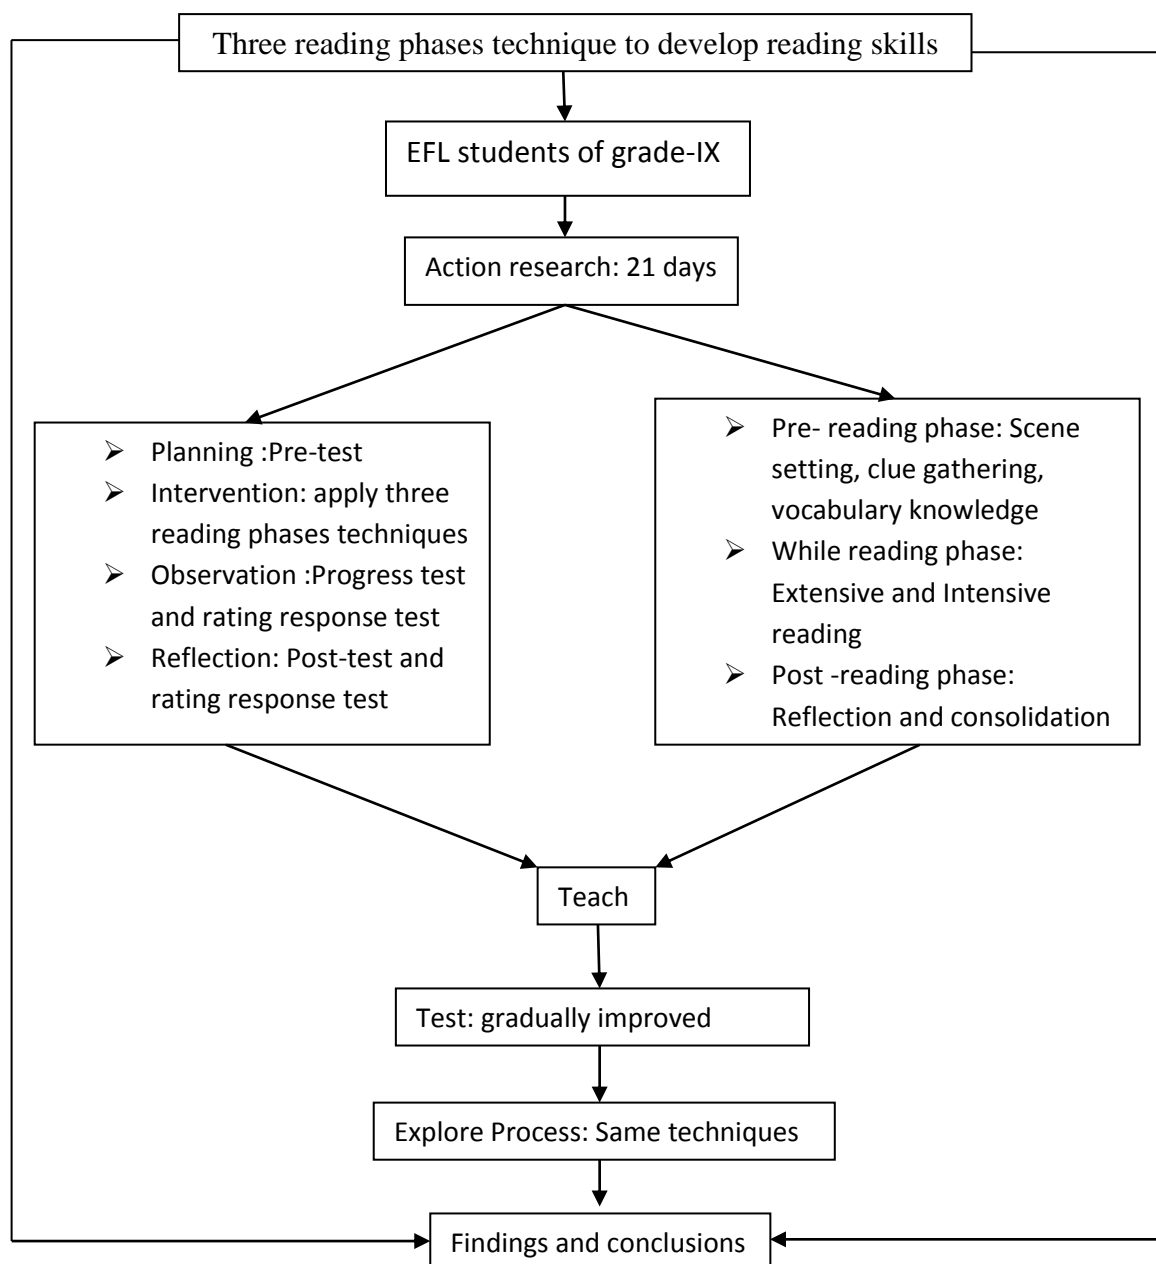 Three reading phases technique to develop reading skills
EFL students of grade-IX
Action research: 21 days
➢ Planning :Pre-test
➢ Intervention: apply three
reading phases techniques
➢ Observation :Progress test
and rating response test
➢ Reflection: Post-test and
rating response test
➢ Pre- reading phase: Scene
setting, clue gathering,
vocabulary knowledge
➢ While reading phase:
Extensive and Intensive
reading
➢ Post -reading phase:
Reflection and consolidation
Teach
Test: gradually improved
Explore Process: Same techniques
Findings and conclusions